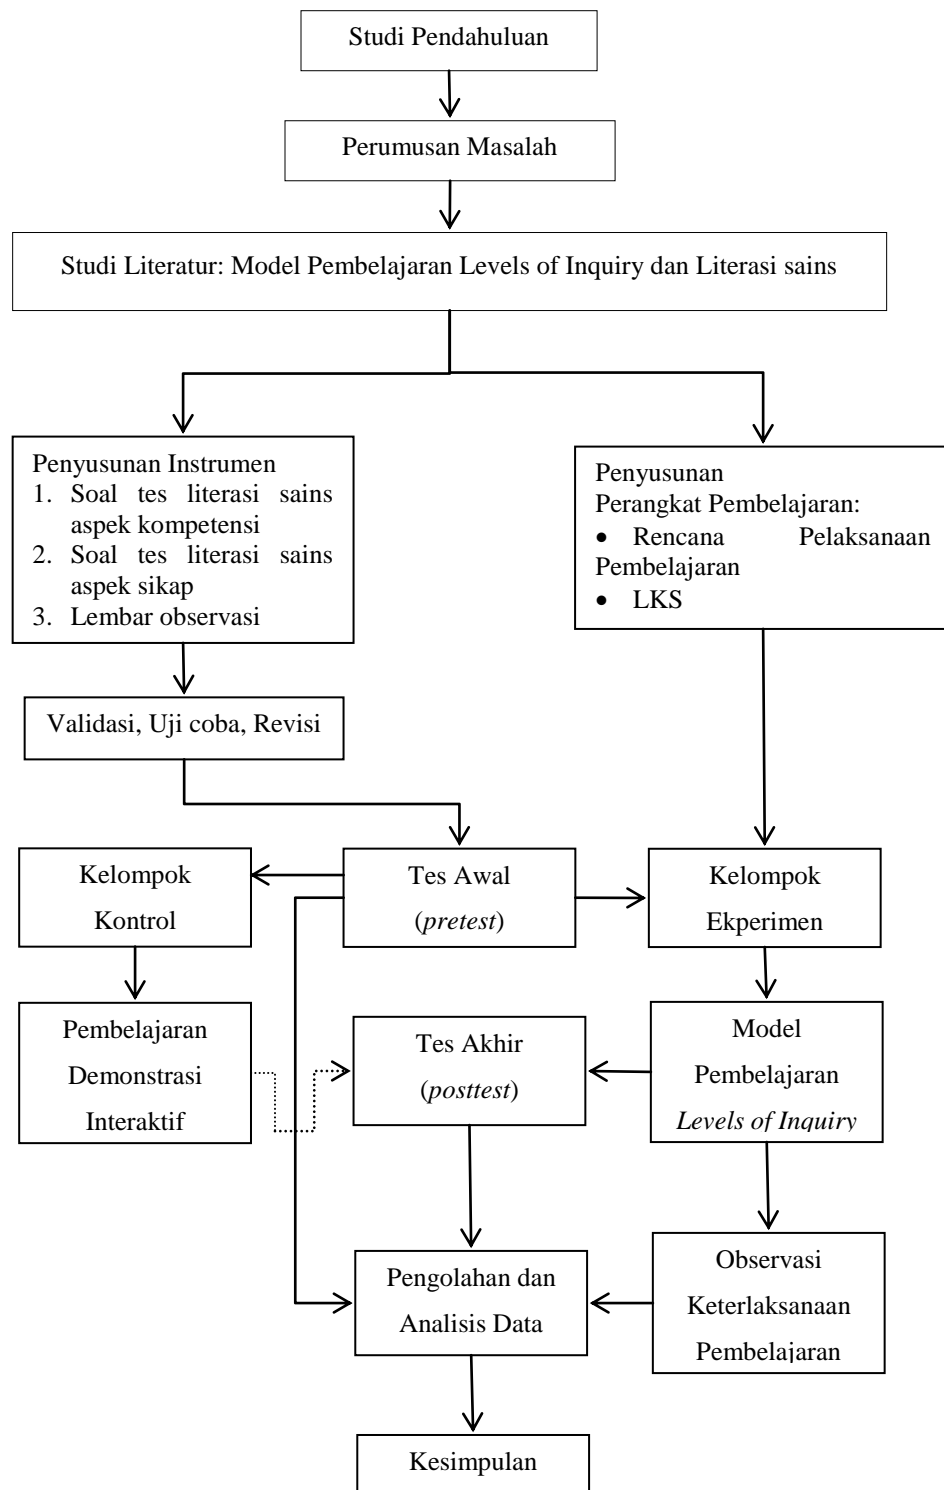 Studi Pendahuluan
Perumusan Masalah
Studi Literatur: Model Pembelajaran Levels of Inquiry dan Literasi sains
Penyusunan Instrumen
1. Soal tes literasi sains
aspek kompetensi
2. Soal tes literasi sains
aspek sikap
3. Lembar observasi
Penyusunan
Perangkat Pembelajaran:
• Rencana Pelaksanaan
Pembelajaran
• LKS
Validasi, Uji coba, Revisi
Kelompok
Kontrol
Tes Awal
(pretest)
Kelompok
Ekperimen
Pembelajaran
Demonstrasi
Interaktif
Tes Akhir
(posttest)
Model
Pembelajaran
Levels of Inquiry
Pengolahan dan
Analisis Data
Observasi
Keterlaksanaan
Pembelajaran
Kesimpulan